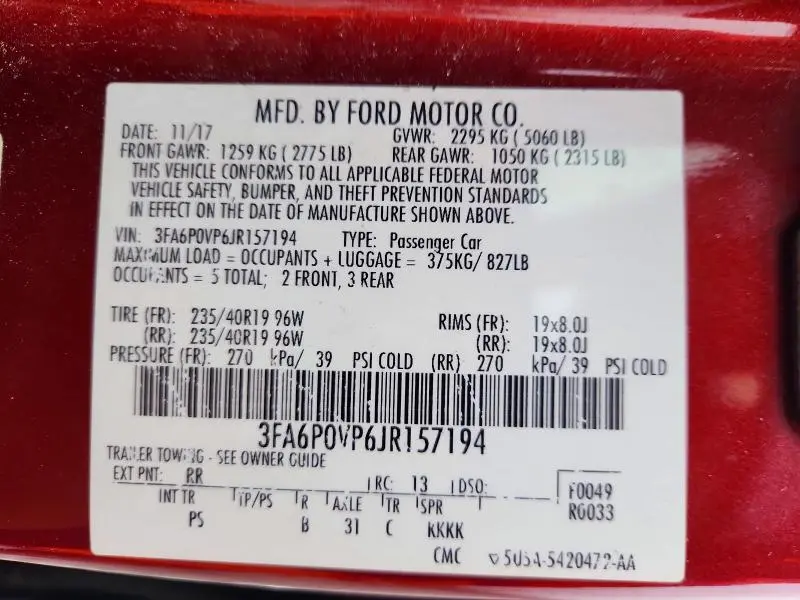 MFD. BY FORD MOTOR CO.
DATE: 11/17 GVWR: 2295 KG ( 5060 LB)
FRONT GAWR: 1259 KG ( 2775 LB) REAR GAWR: 1050 KG ( 2315 LB)
THIS VEHICLE CONFORMS TO ALL APPLICABLE FEDERAL MOTOR
VEHICLE SAFETY, BUMPER, AND THEFT PREVENTION STANDARDS
IN EFFECT ON THE DATE OF MANUFACTURE SHOWN ABOVE.
VIN: 3FA6P0VP6JR157194 TYPE: Passenger Car
MAXIMUM LOAD = OCCUPANTS + LUGGAGE = 375KG/ 827LB
OCCUPANTS = 5 TOTAL; 2 FRONT, 3 REAR
TIRE (FR): 235/40R19 96W RIMS (FR): 19x8.0J
(RR): 235/40R19 96W (RR): 19x8.0J
PRESSURE (FR): 270 kPa/ 39 PSI COLD (RR) 270 kPa/ 39 PSI COLD
3FA6P0VP6JR157194
TRAILER TOWING - SEE OWNER GUIDE
EXT PNT: RR RC: 13 DSO: F0049
INT TR TP/PS R AXLE TR SPR R6033
PS B 31 C KKKK
CMC